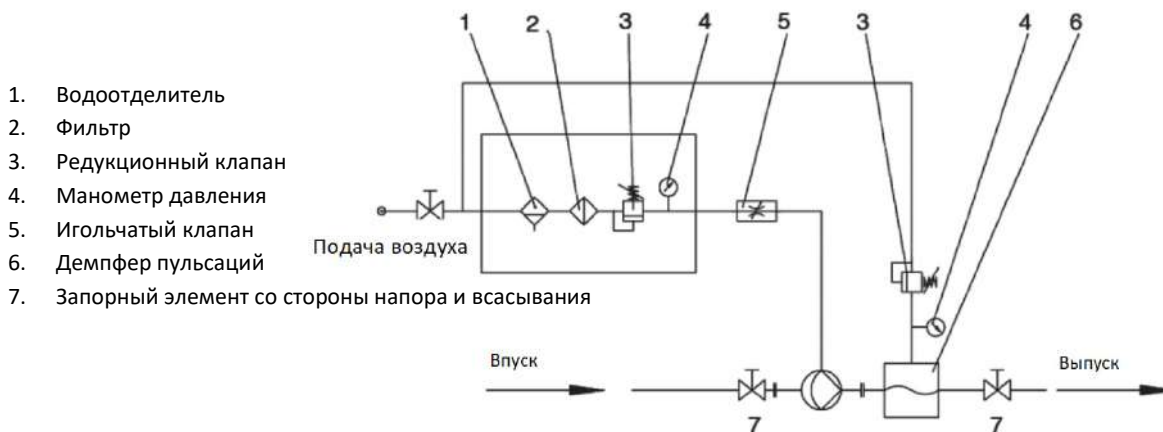 1 2 3 4 5 3 4 6
1. Водоотделитель
2. Фильтр
3. Редукционный клапан
4. Манометр давления
5. Игольчатый клапан
6. Демпфер пульсаций
7. Запорный элемент со стороны напора и всасывания
Подача воздуха
Впуск
Выпуск
7 7